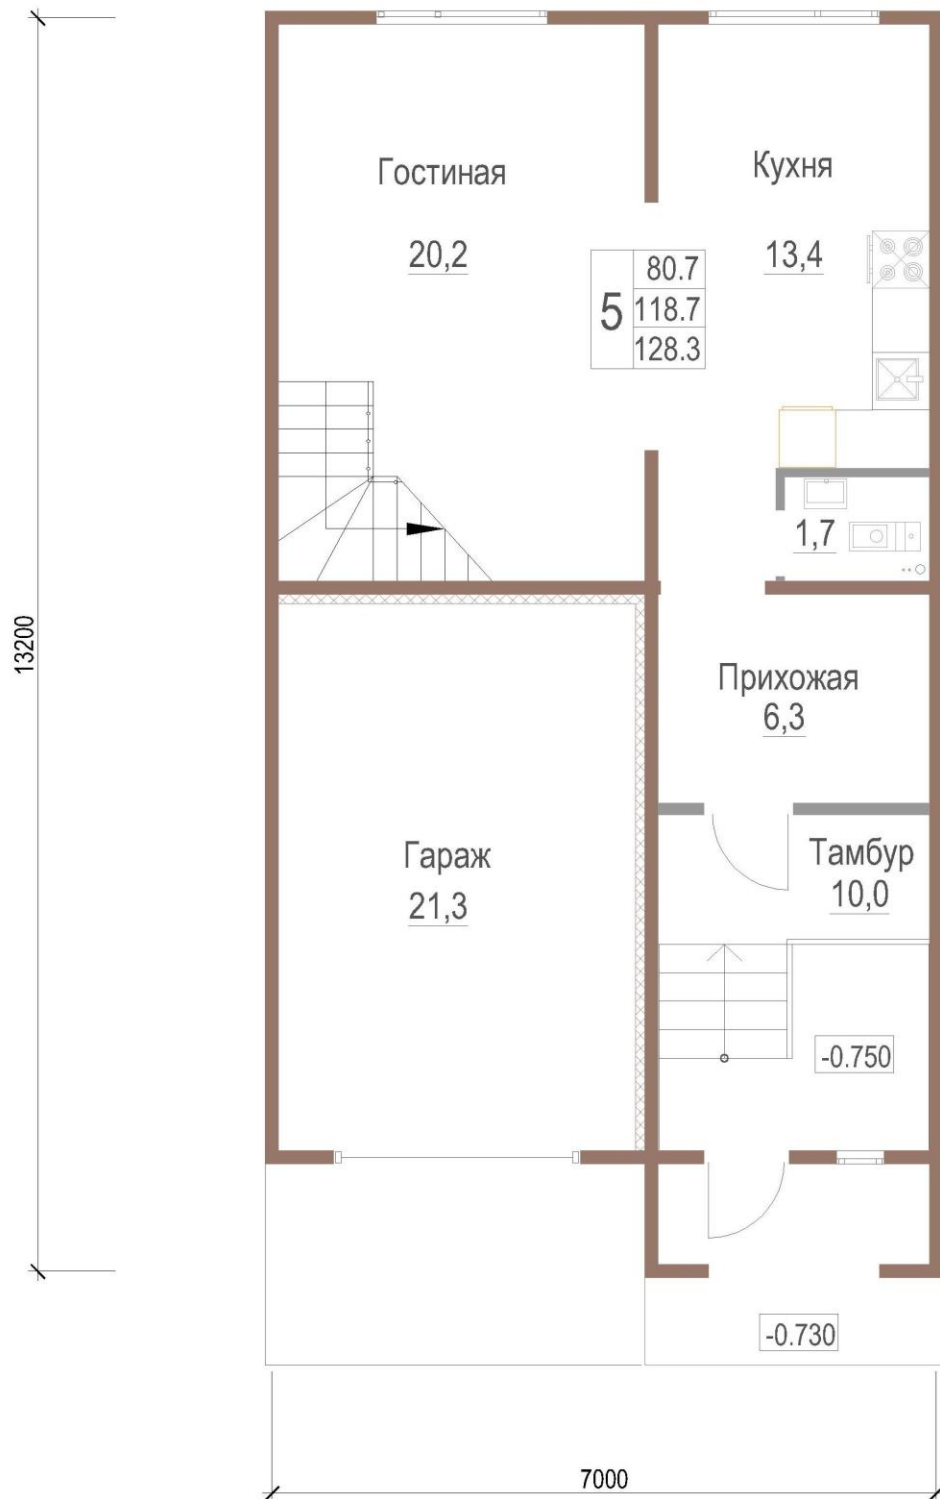 Гостиная
20,2
Кухня
13,4
5
80.7
118.7
128.3
1,7
13200
Прихожая
6,3
Гараж
21,3
Тамбур
10,0
-0.750
-0.730
7000